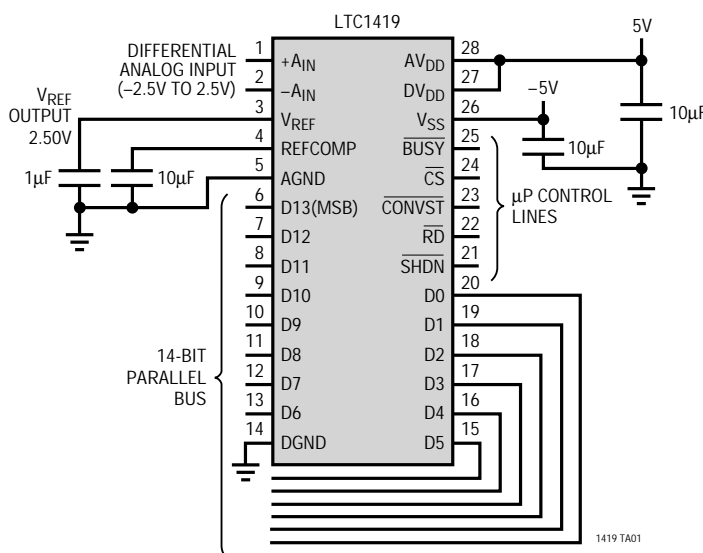 LTC1419
DIFFERENTIAL
ANALOG INPUT
(–2.5V TO 2.5V)
VREF
OUTPUT
2.50V
1µF
10µF
1 +AIN
2 –AIN
3 VREF
4 REFCOMP
5 AGND
6 D13(MSB)
7 D12
8 D11
9 D10
10 D9
11 D8
12 D7
13 D6
14 DGND
14-BIT
PARALLEL
BUS
AVDD 28
DVDD 27
VSS 26
BUSY 25
CS 24
CONVST 23
RD 22
SHDN 21
D0 20
D1 19
D2 18
D3 17
D4 16
D5 15
5V
–5V
10µF
10µF
µP CONTROL
LINES
1419 TA01